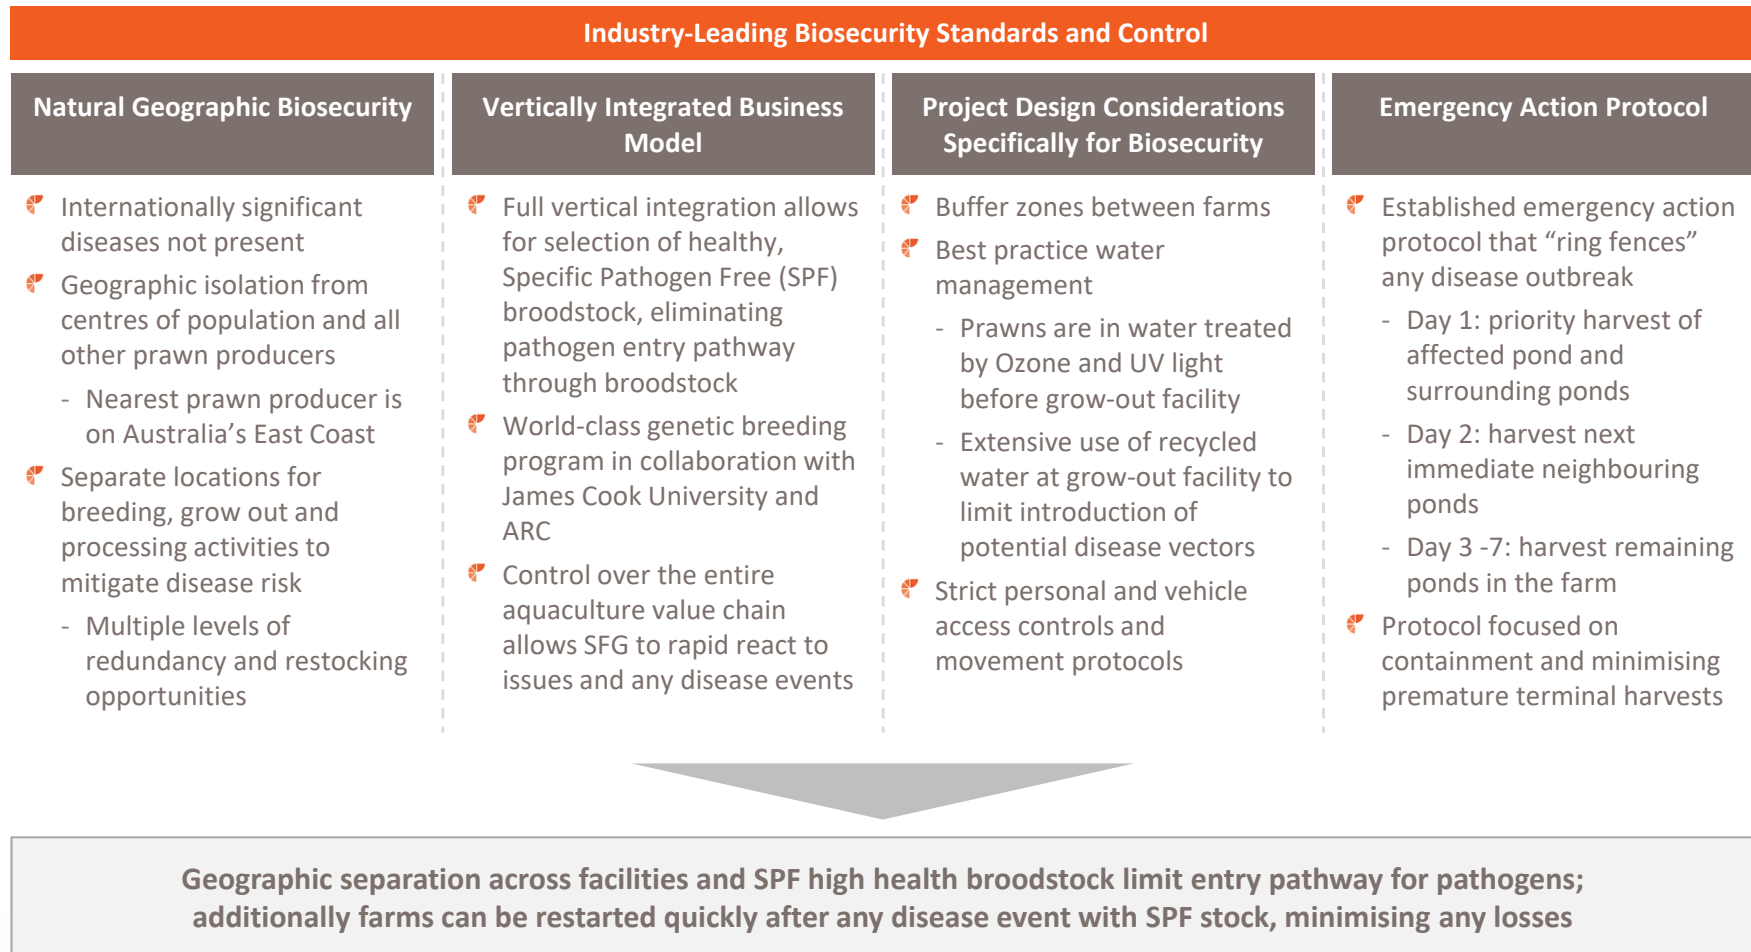 Industry-Leading Biosecurity Standards and Control
Natural Geographic Biosecurity
Internationally significant
diseases not present
Geographic isolation from
centres of population and all
other prawn producers
- Nearest prawn producer is
on Australia's East Coast
Separate locations for
breeding, grow out and
processing activities to
mitigate disease risk
- Multiple levels of
redundancy and restocking
opportunities
Vertically Integrated Business
Model
Full vertical integration allows
for selection of healthy,
Specific Pathogen Free (SPF)
broodstock, eliminating
pathogen entry pathway
through broodstock
World-class genetic breeding
program in collaboration with
James Cook University and
ARC
Control over the entire
aquaculture value chain
allows SFG to rapid react to
issues and any disease events
Project Design Considerations
Specifically for Biosecurity
Buffer zones between farms
Best practice water
management
- Prawns are in water treated
by Ozone and UV light
before grow-out facility
- Extensive use of recycled
water at grow-out facility to
limit introduction of
potential disease vectors
Strict personal and vehicle
access controls and
movement protocols
Emergency Action Protocol
Established emergency action
protocol that “ring fences”
any disease outbreak
- Day 1: priority harvest of
affected pond and
surrounding ponds
- Day 2: harvest next
immediate neighbouring
ponds
- Day 3 -7: harvest remaining
ponds in the farm
Protocol focused on
containment and minimising
premature terminal harvests
Geographic separation across facilities and SPF high health broodstock limit entry pathway for pathogens;
additionally farms can be restarted quickly after any disease event with SPF stock, minimising any losses